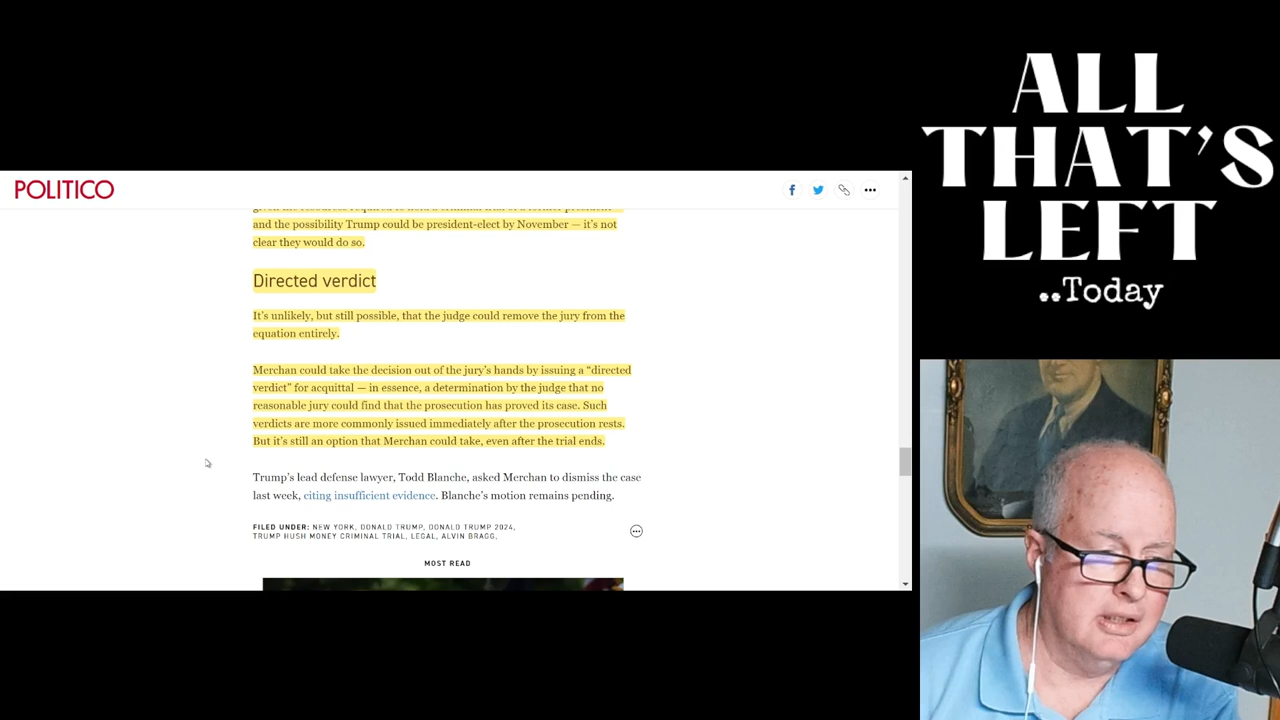 POLITICO
and the possibility Trump could be president-elect by November — it's not
clear they would do so.
Directed verdict
It's unlikely, but still possible, that the judge could remove the jury from the
equation entirely.
Merchan could take the decision out of the jury's hands by issuing a “directed
verdict” for acquittal — in essence, a determination by the judge that no
reasonable jury could find that the prosecution has proved its case. Such
verdicts are more commonly issued immediately after the prosecution rests.
But it's still an option that Merchan could take, even after the trial ends.
Trump's lead defense lawyer, Todd Blanche, asked Merchan to dismiss the case
last week, citing insufficient evidence. Blanche's motion remains pending.
FILED UNDER: NEW YORK, DONALD TRUMP, DONALD TRUMP 2024,
TRUMP HUSH MONEY CRIMINAL TRIAL, LEGAL, ALVIN BRAGG,
MOST READ
ALL
THAT'S
LEFT
..Today